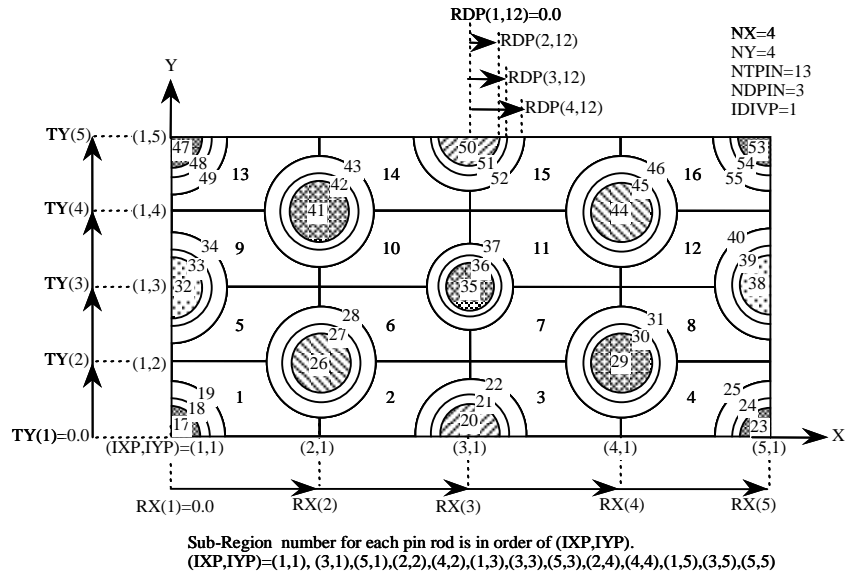 RDP(1,12)=0.0
RDP(2,12)
RDP(3,12)
RDP(4,12)
NX=4
NY=4
NTPIN=13
NDPIN=3
IDIVP=1
Y
TY(5) (1,5) 47 48 49 13 14 50 51 52 15 16 53 54 55
TY(4) (1,4) 41 42 43 44 45 46
9 10 11 12
TY(3) (1,3) 32 33 34 35 36 37 38 39 40
5 6 7 8
TY(2) (1,2) 26 27 28 29 30 31
1 2 3 4
17 18 19 20 21 22 23 24 25
TY(1)=0.0 X
(IXP,IYP)=(1,1) (2,1) (3,1) (4,1) (5,1)
RX(1)=0.0 RX(2) RX(3) RX(4) RX(5)
Sub-Region number for each pin rod is in order of (IXP,IYP).
(IXP,IYP)=(1,1), (3,1),(5,1),(2,2),(4,2),(1,3),(3,3),(5,3),(2,4),(4,4),(1,5),(3,5),(5,5)